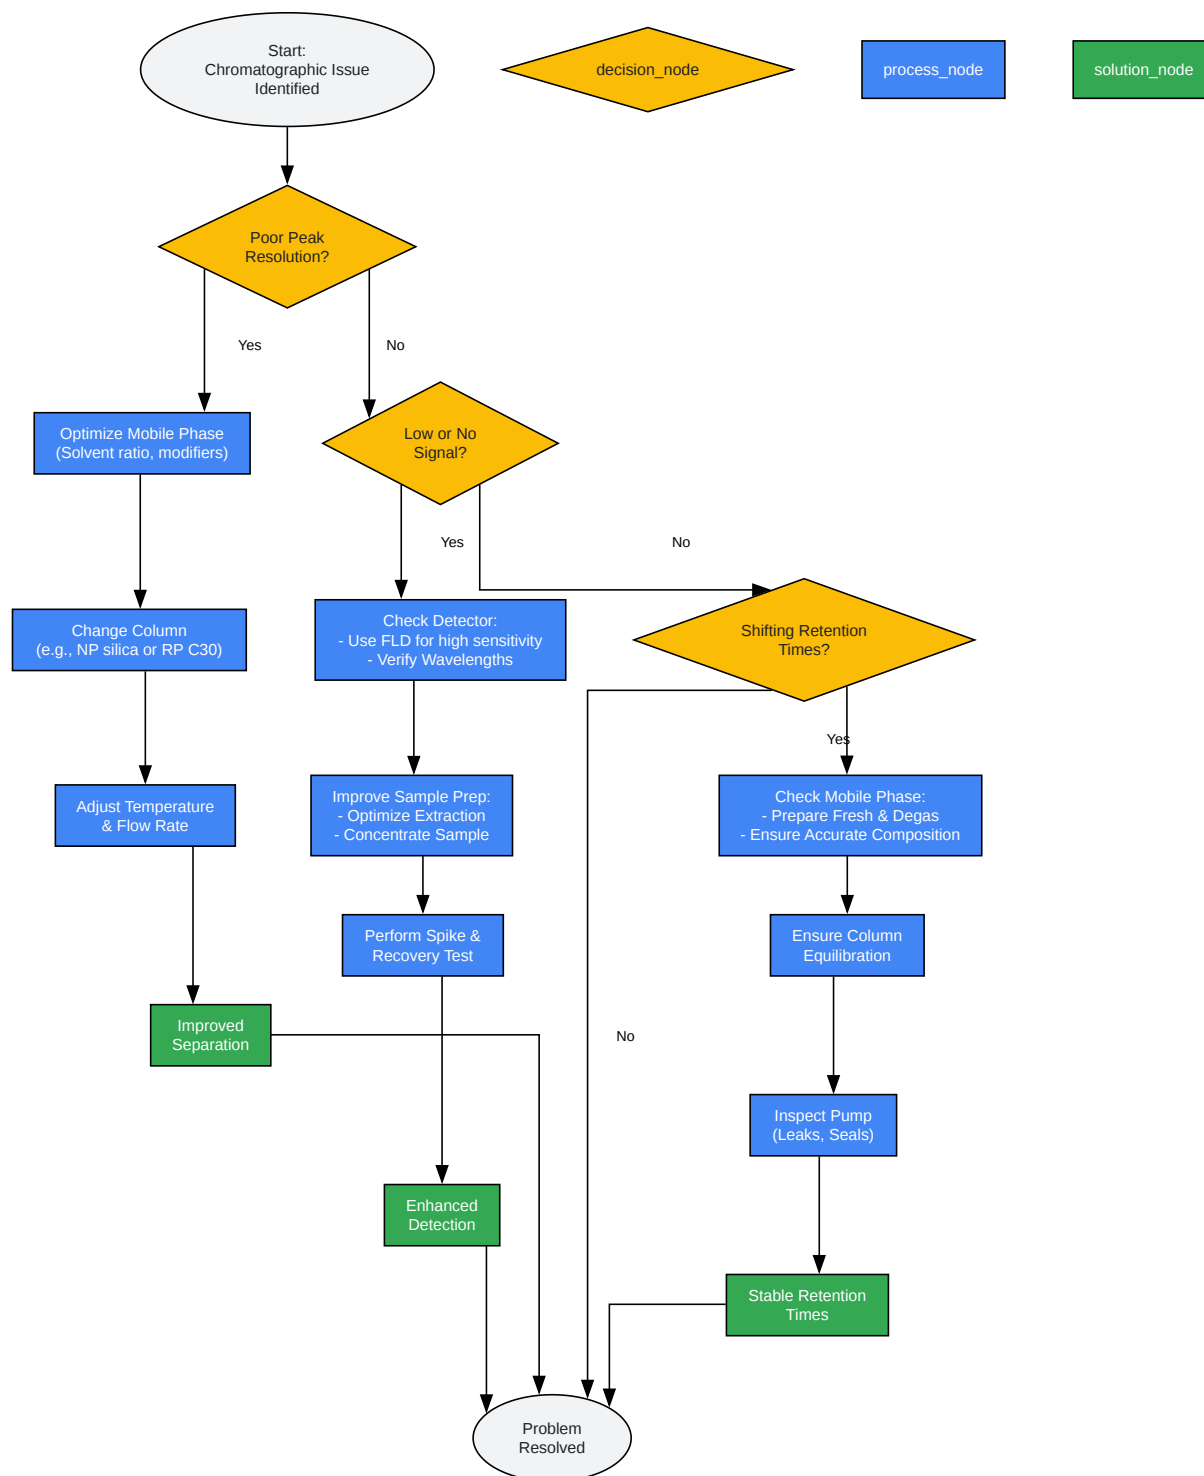 Start:
Chromatographic Issue
Identified
decision_node
process_node
solution_node
Poor Peak
Resolution?
Yes
No
Optimize Mobile Phase
(Solvent ratio, modifiers)
Low or No
Signal?
Yes
No
Change Column
(e.g., NP silica or RP C30)
Check Detector:
- Use FLD for high sensitivity
- Verify Wavelengths
Shifting Retention
Times?
Yes
Adjust Temperature
& Flow Rate
Improve Sample Prep:
- Optimize Extraction
- Concentrate Sample
Check Mobile Phase:
- Prepare Fresh & Degas
- Ensure Accurate Composition
Perform Spike &
Recovery Test
Ensure Column
Equilibration
Improved
Separation
No
Inspect Pump
(Leaks, Seals)
Enhanced
Detection
Stable Retention
Times
Problem
Resolved